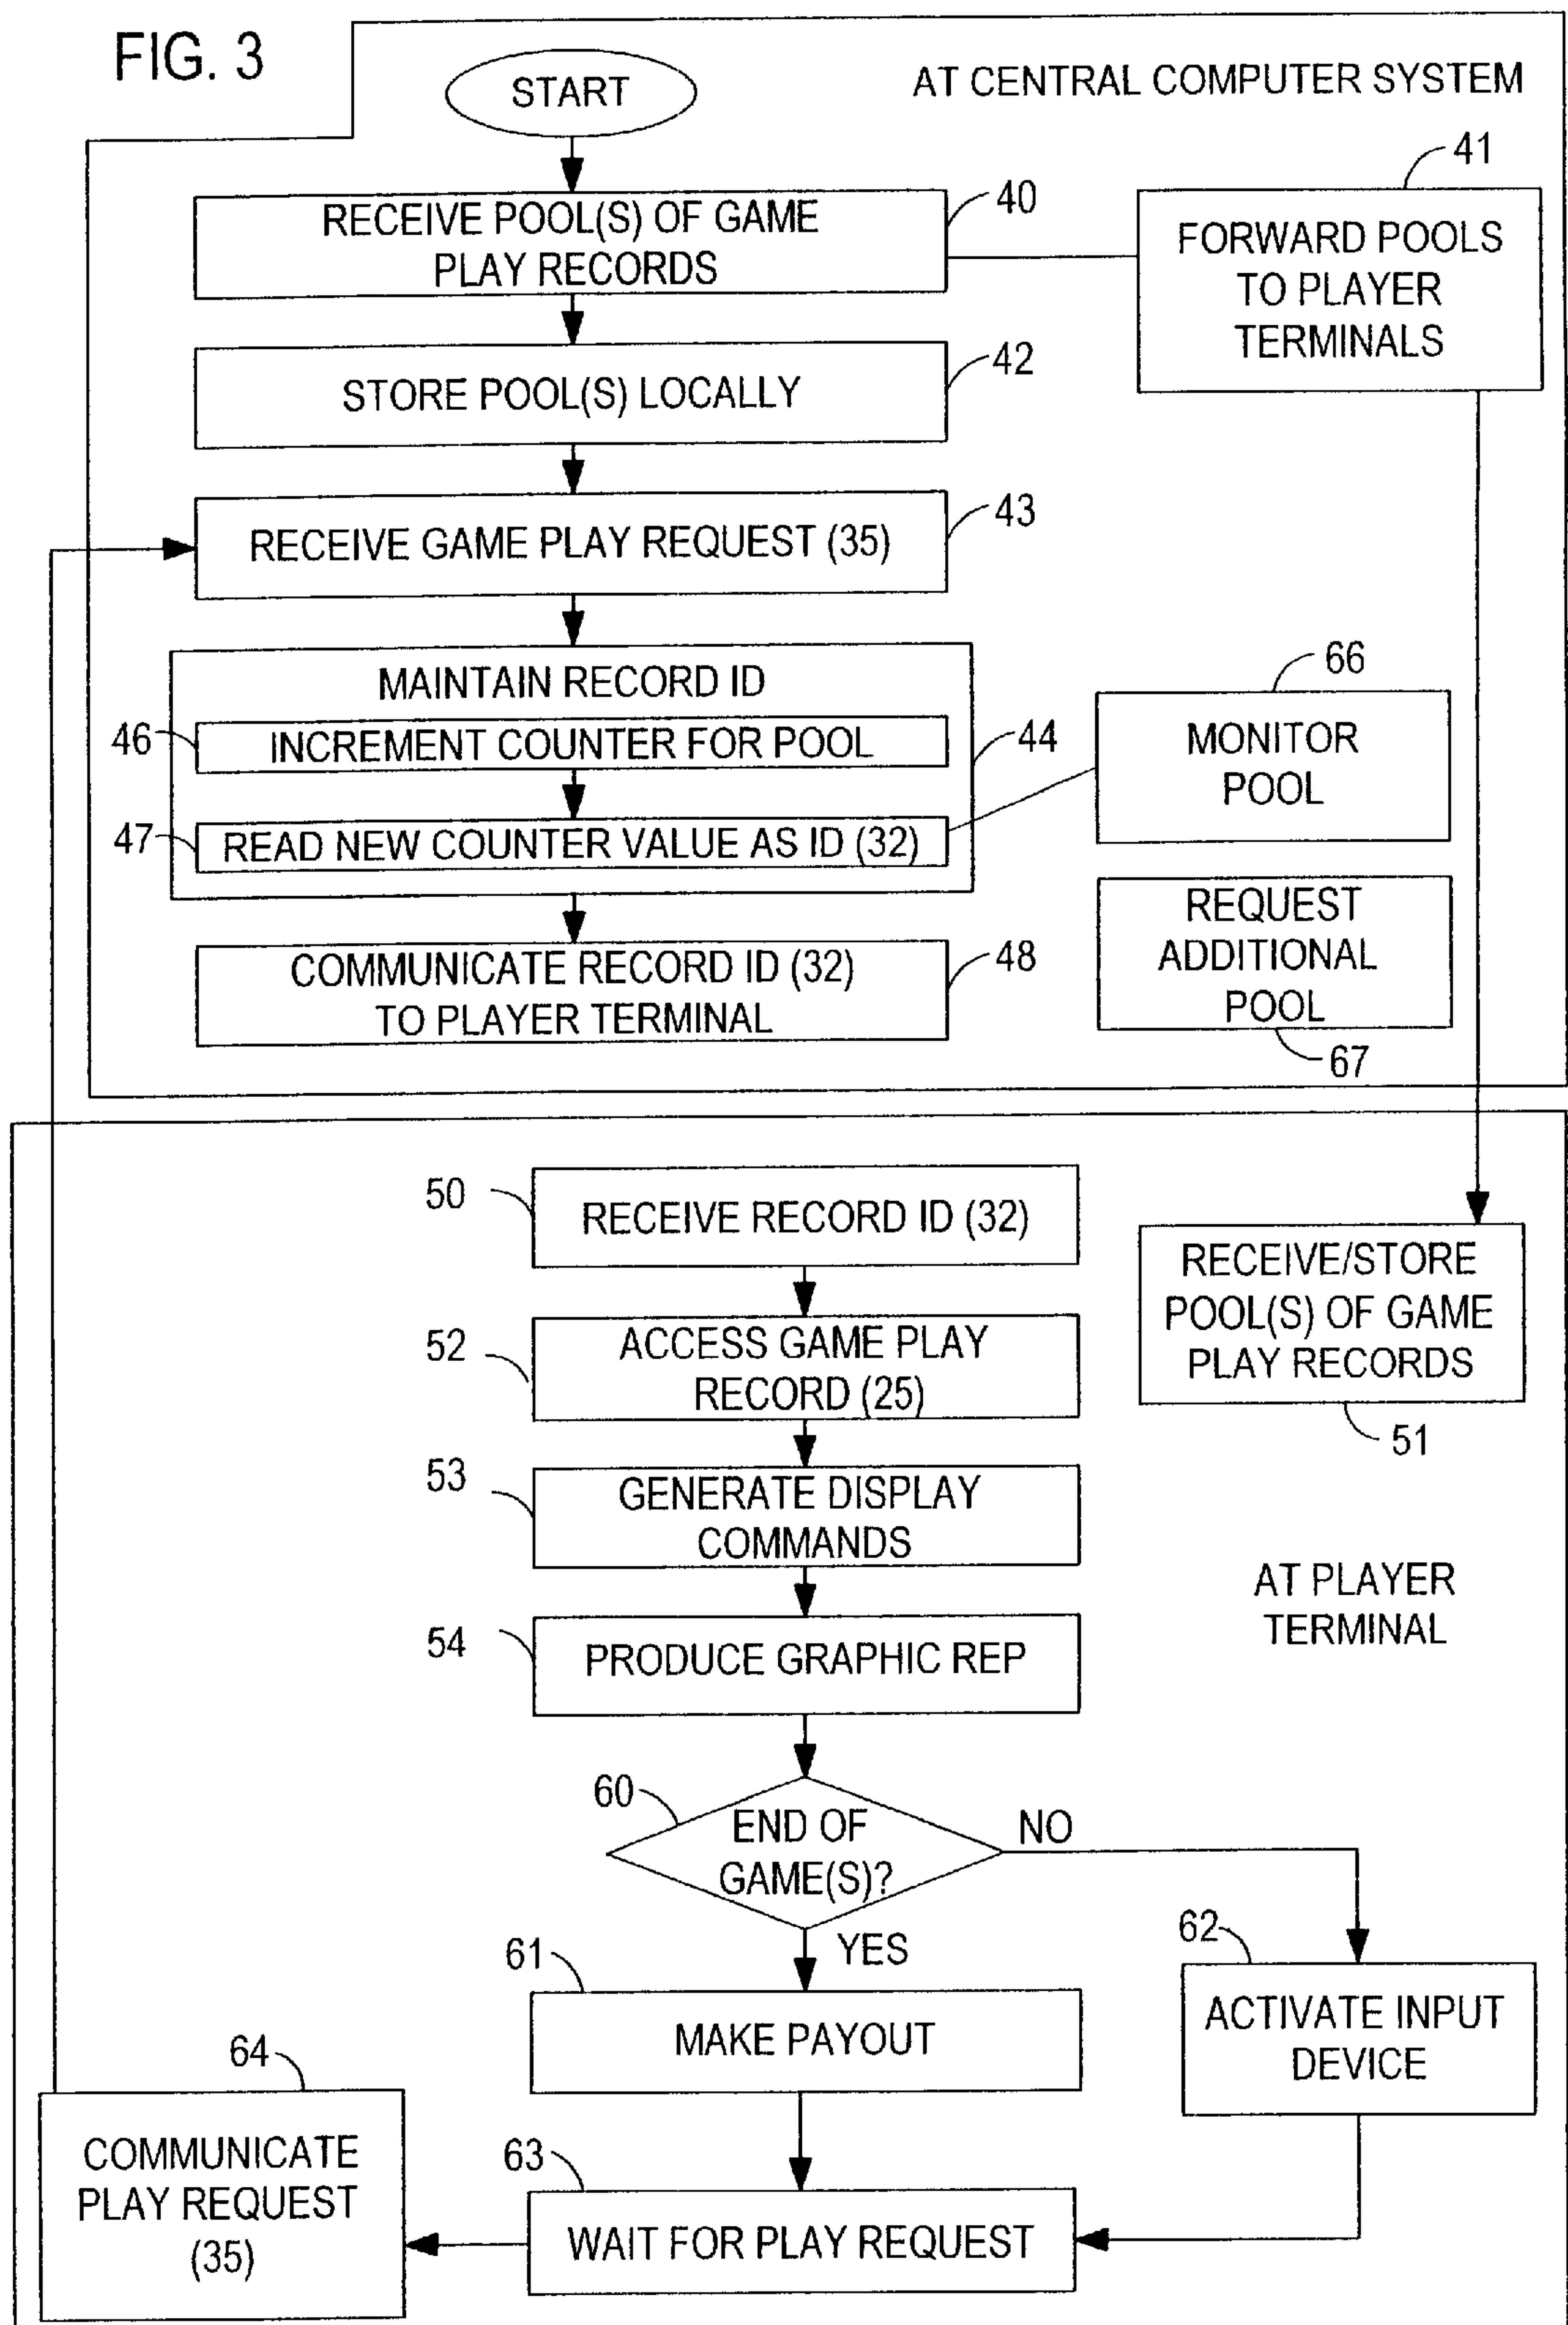 FIG. 3
START
AT CENTRAL COMPUTER SYSTEM
40
RECEIVE POOL(S) OF GAME
PLAY RECORDS
41
FORWARD POOLS
TO PLAYER
TERMINALS
42
STORE POOL(S) LOCALLY
43
RECEIVE GAME PLAY REQUEST (35)
MAINTAIN RECORD ID
46
INCREMENT COUNTER FOR POOL
44
47
READ NEW COUNTER VALUE AS ID (32)
66
MONITOR
POOL
COMMUNICATE RECORD ID (32)
TO PLAYER TERMINAL
48
REQUEST
ADDITIONAL
POOL
67
50
RECEIVE RECORD ID (32)
RECEIVE/STORE
POOL(S) OF GAME
PLAY RECORDS
51
52
ACCESS GAME PLAY
RECORD (25)
53
GENERATE DISPLAY
COMMANDS
AT PLAYER
TERMINAL
54
PRODUCE GRAPHIC REP
60
END OF
GAME(S)?
NO
YES
61
MAKE PAYOUT
62
ACTIVATE INPUT
DEVICE
63
WAIT FOR PLAY REQUEST
64
COMMUNICATE
PLAY REQUEST
(35)